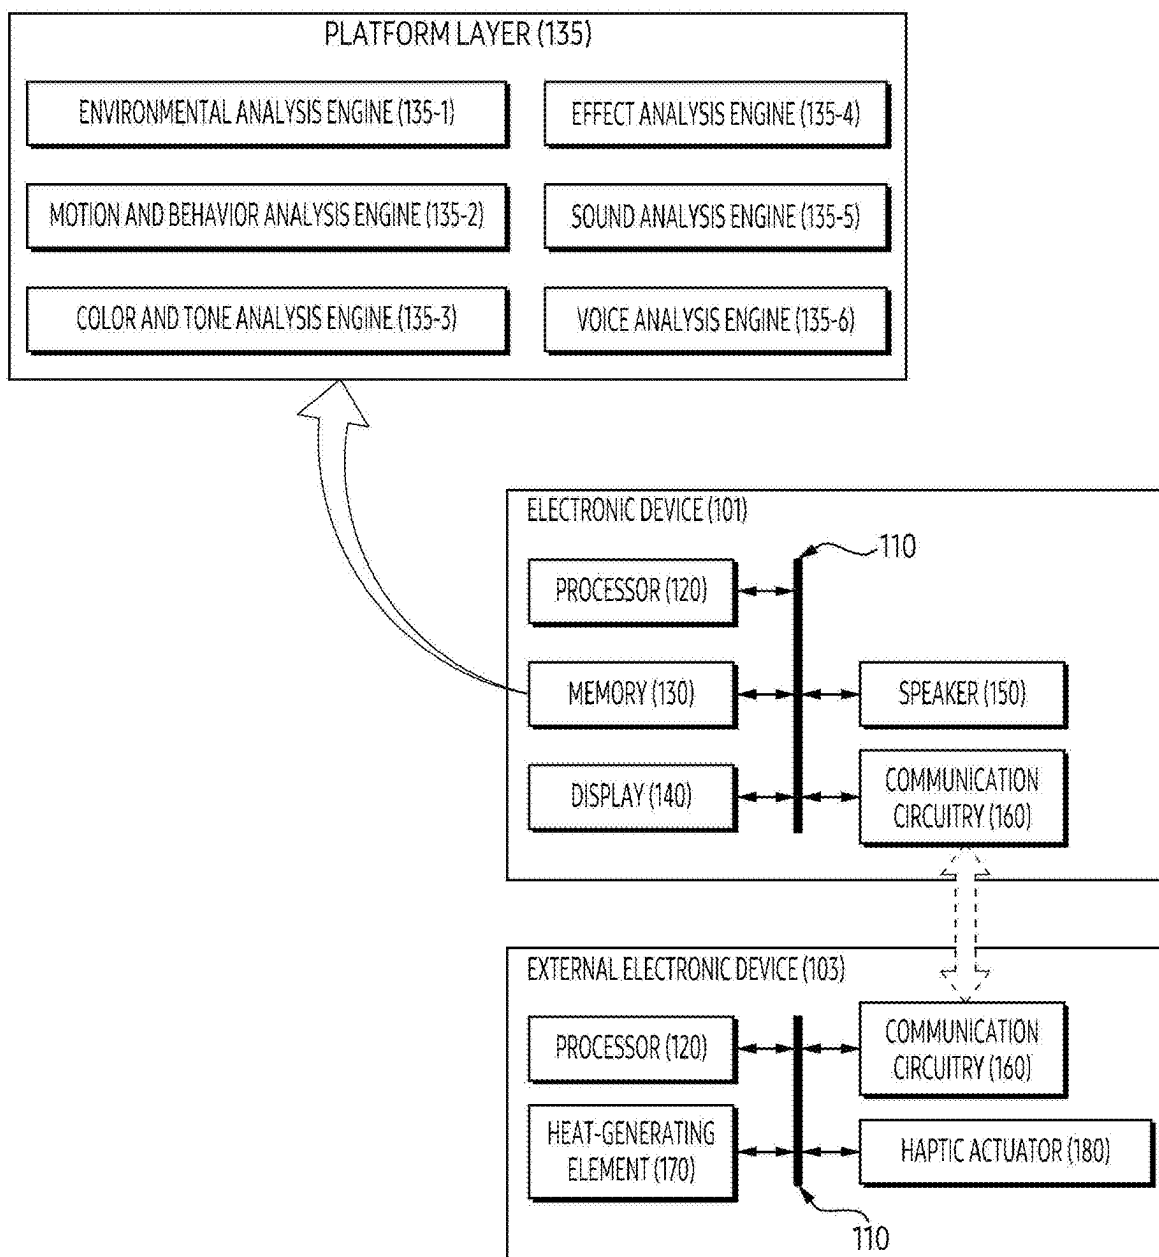 PLATFORM LAYER (135)
ENVIRONMENTAL ANALYSIS ENGINE (135-1)
EFFECT ANALYSIS ENGINE (135-4)
MOTION AND BEHAVIOR ANALYSIS ENGINE (135-2)
SOUND ANALYSIS ENGINE (135-5)
COLOR AND TONE ANALYSIS ENGINE (135-3)
VOICE ANALYSIS ENGINE (135-6)
ELECTRONIC DEVICE (101)
110
PROCESSOR (120)
MEMORY (130)
SPEAKER (150)
DISPLAY (140)
COMMUNICATION
CIRCUITRY (160)
EXTERNAL ELECTRONIC DEVICE (103)
PROCESSOR (120)
COMMUNICATION
CIRCUITRY (160)
HEAT-GENERATING
ELEMENT (170)
HAPTIC ACTUATOR (180)
110